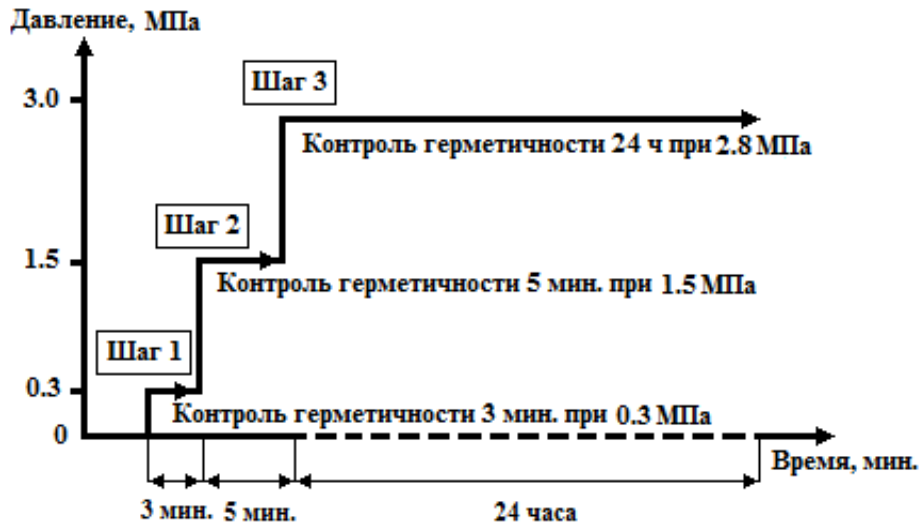 Давление, МПа
Шаг 3
3.0
Контроль герметичности 24 ч при 2.8 МПа
Шаг 2
1.5
Контроль герметичности 5 мин. при 1.5 МПа
Шаг 1
0.3
Контроль герметичности 3 мин. при 0.3 МПа
0
Время, мин.
3 мин. 5 мин. 24 часа